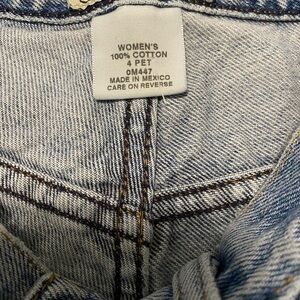 WOMEN'S
100% COTTON
4 PET
0M447
MADE IN MEXICO
CARE ON REVERSE